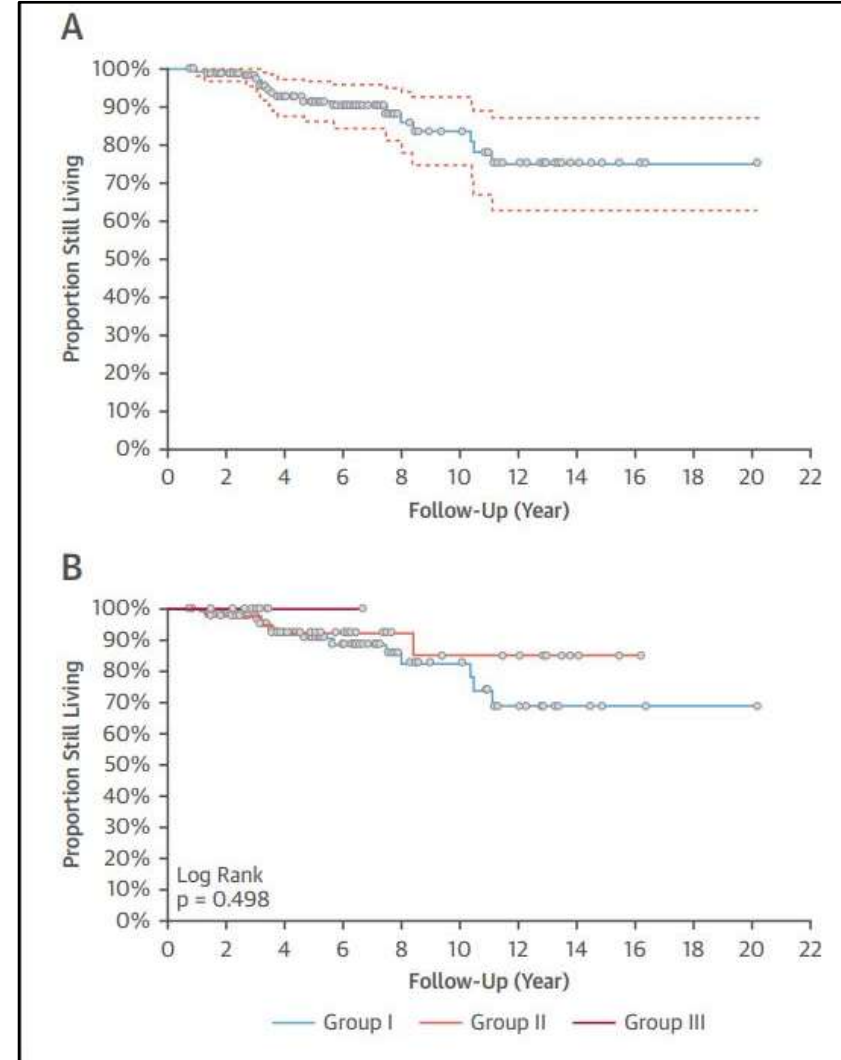 A
100%
90%
80%
70%
60%
50%
40%
30%
20%
10%
0%
Proportion Still Living
0 2 4 6 8 10 12 14 16 18 20 22
Follow-Up (Year)
B
100%
90%
80%
70%
60%
50%
40%
30%
20%
10%
0%
Proportion Still Living
Log Rank
p = 0.498
0 2 4 6 8 10 12 14 16 18 20 22
Follow-Up (Year)
Group I Group II Group III